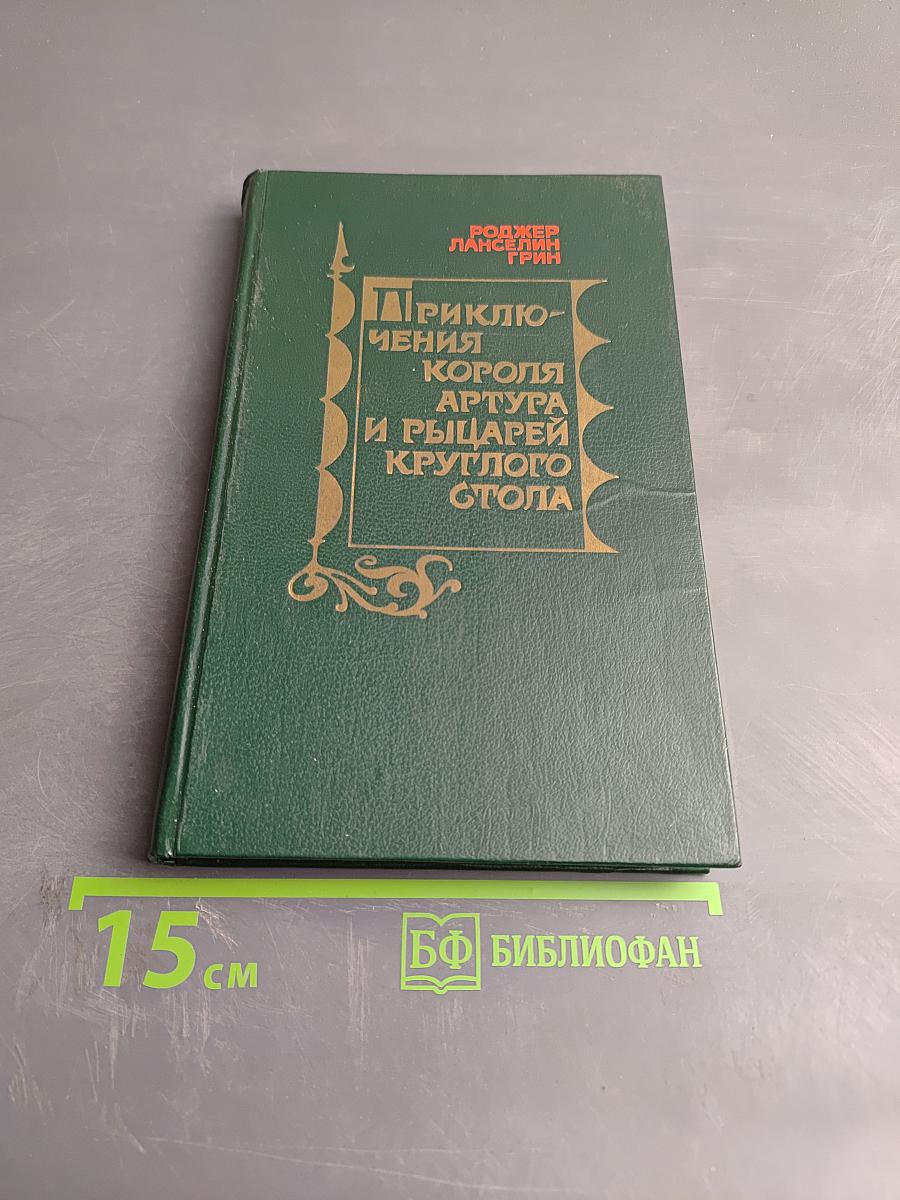 РОДЖЕР
ЛАНСЕЛИН
ГРИН
ПРИКЛЮ-
ЧЕНИЯ
КОРОЛЯ
АРТУРА
И РЫЦАРЕЙ
КРУГЛОГО
СТОЛА
15 см
БФ БИБЛИОФАН